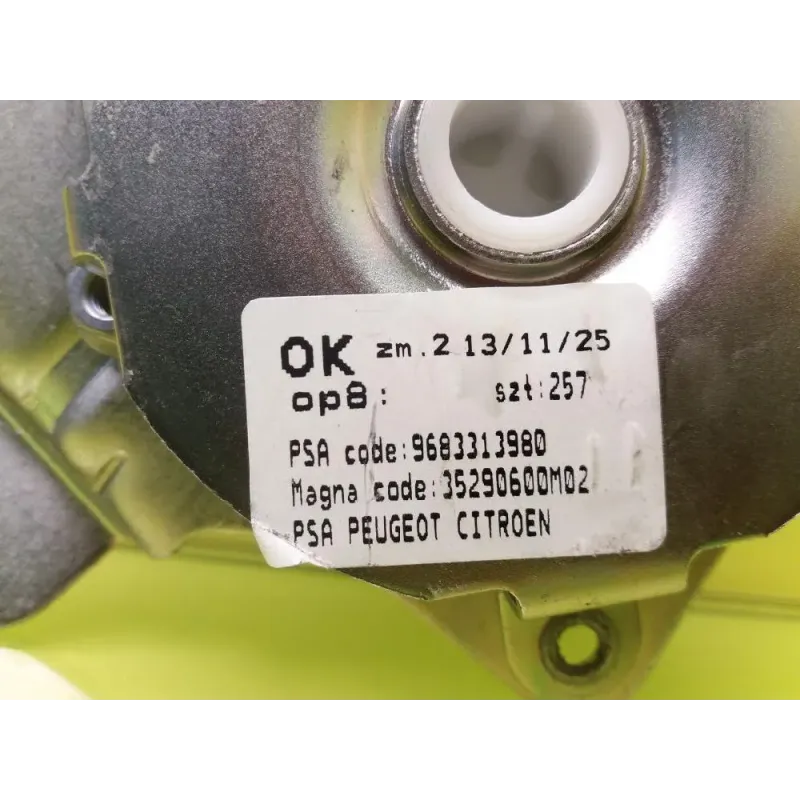 OK zm.2 13/11/25
op8: szt:257
PSA code:9683313980
Magna code:35290600M02
PSA PEUGEOT CITROEN